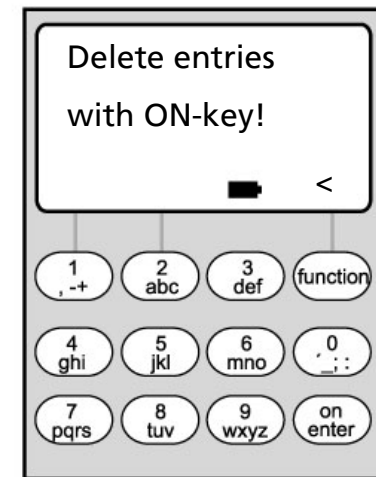 Delete entries
with ON-key!
<
1 2 3 function
, -+ abc def
4 5 6 0
ghi jkl mno ´_; :
7 8 9 on
pqrs tuv wxyz enter